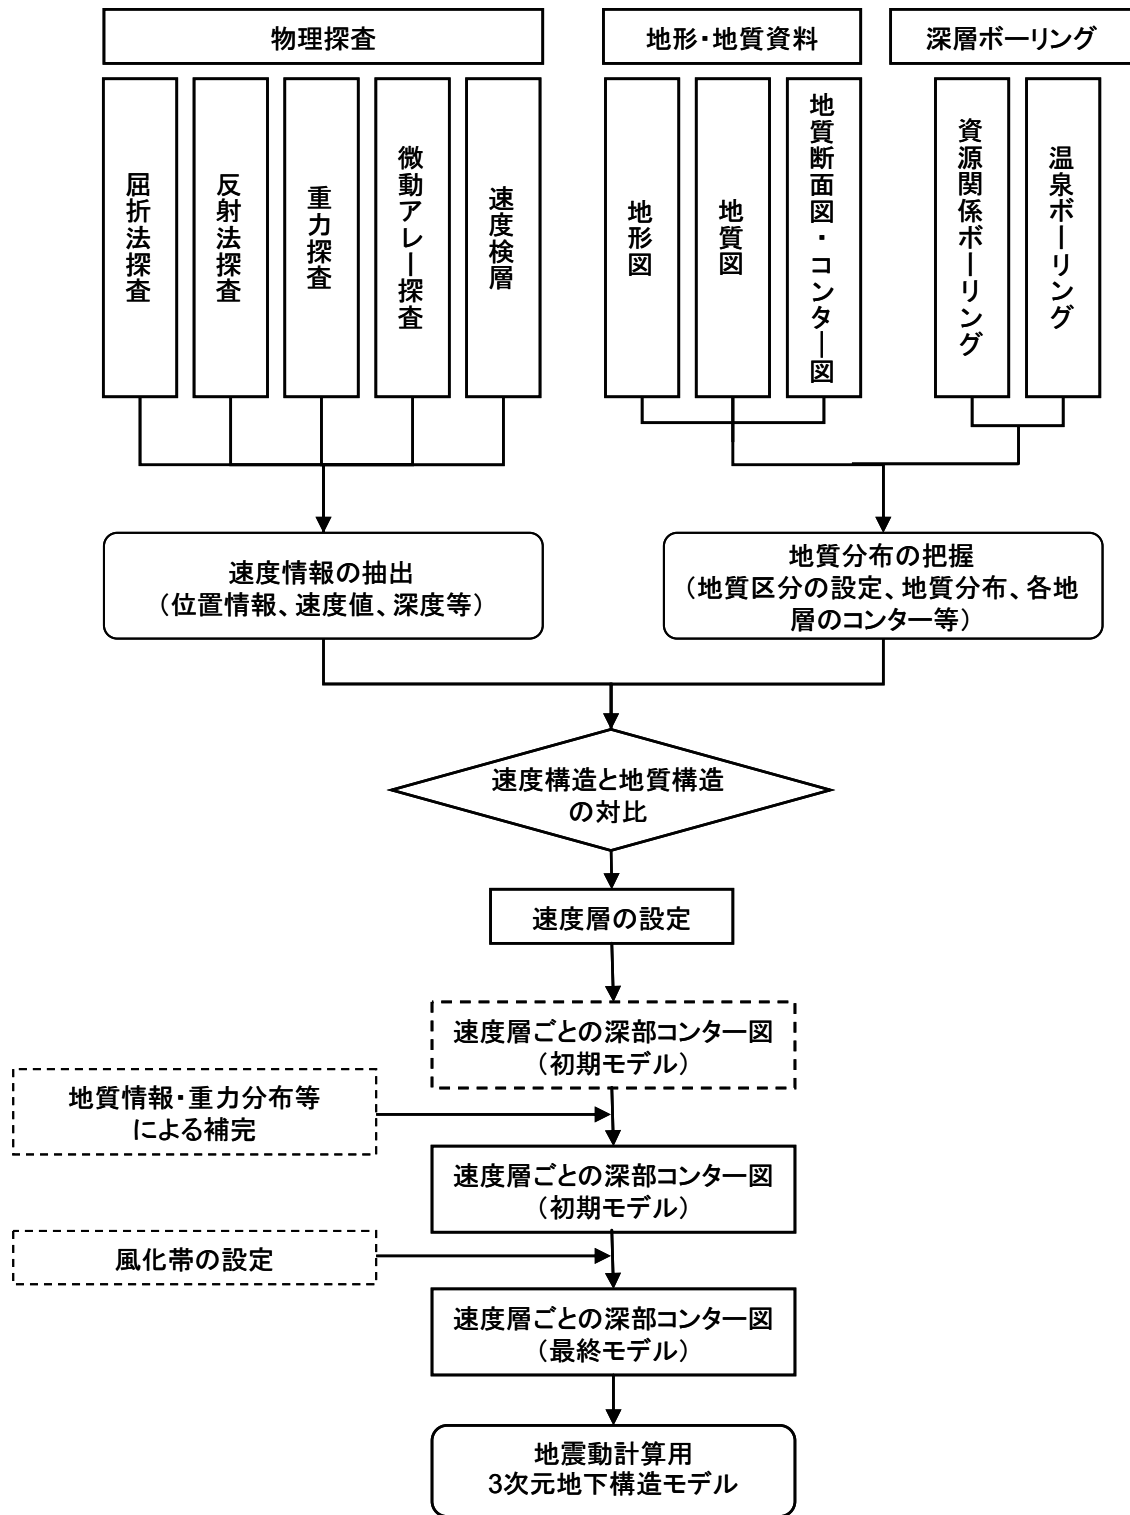 物理探査
地形・地質資料
深層ボーリング
屈折法探査
反射法探査
重力探査
微動アレー探査
速度検層
地形図
地質図
地質断面図・コンター図
資源関係ボーリング
温泉ボーリング
速度情報の抽出
（位置情報、速度値、深度等）
地質分布の把握
（地質区分の設定、地質分布、各地
層のコンター等）
速度構造と地質構造
の対比
速度層の設定
速度層ごとの深部コンター図
（初期モデル）
地質情報・重力分布等
による補完
速度層ごとの深部コンター図
（初期モデル）
風化帯の設定
速度層ごとの深部コンター図
（最終モデル）
地震動計算用
3次元地下構造モデル